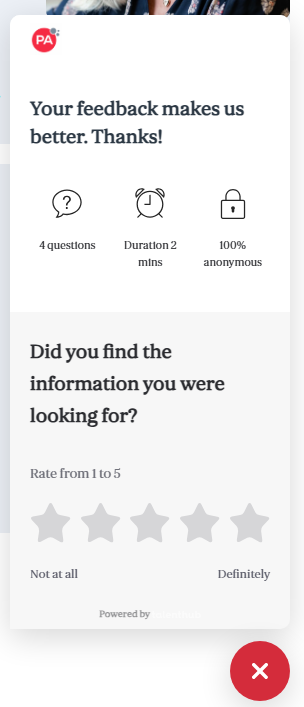 PA
Your feedback makes us
better. Thanks!
4 questions
Duration 2
mins
100%
anonymous
Did you find the
information you were
looking for?
Rate from 1 to 5
Not at all
Definitely
Powered by